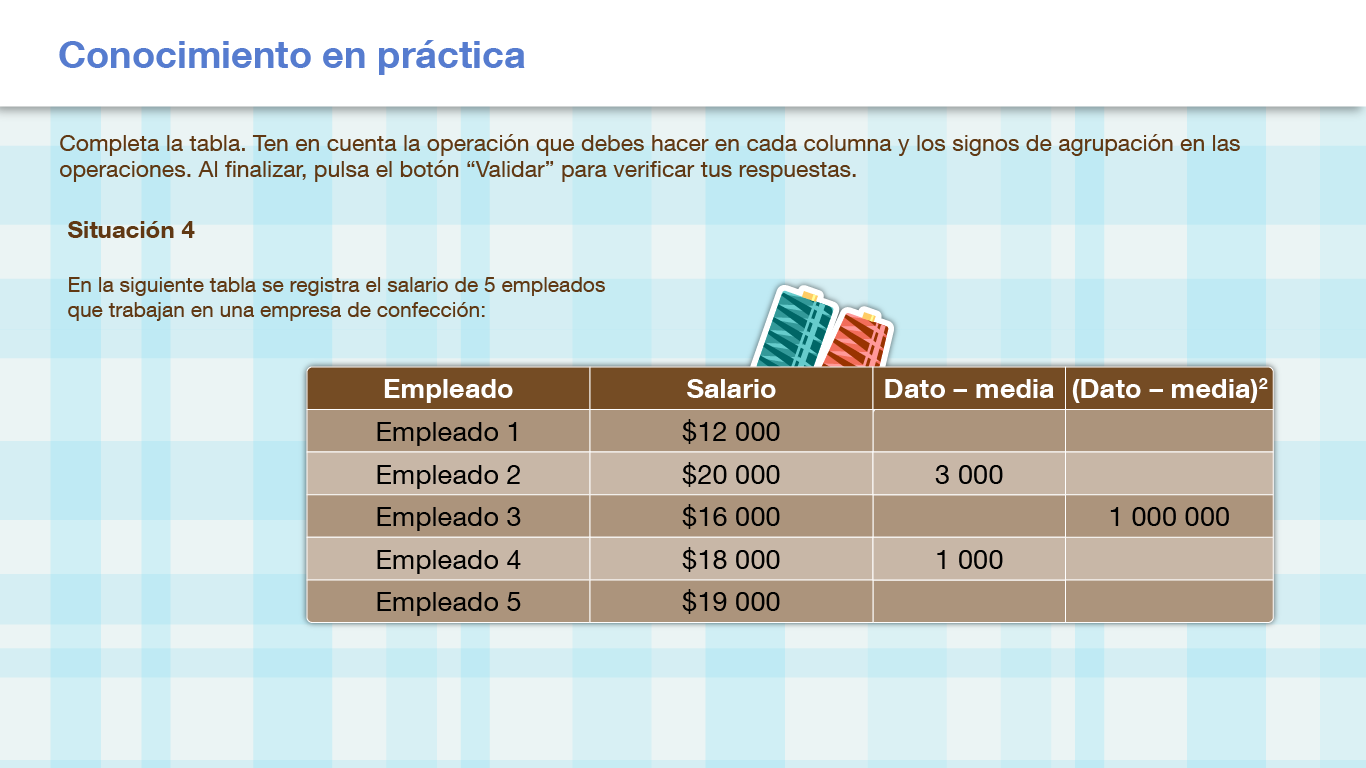 Conocimiento en práctica
Completa la tabla. Ten en cuenta la operación que debes hacer en cada columna y los signos de agrupación en las
operaciones. Al finalizar, pulsa el botón “Validar” para verificar tus respuestas.
Situación 4
En la siguiente tabla se registra el salario de 5 empleados
que trabajan en una empresa de confección:
Empleado Salario Dato – media (Dato – media)²
Empleado 1 $12 000
Empleado 2 $20 000 3 000
Empleado 3 $16 000 1 000 000
Empleado 4 $18 000 1 000
Empleado 5 $19 000